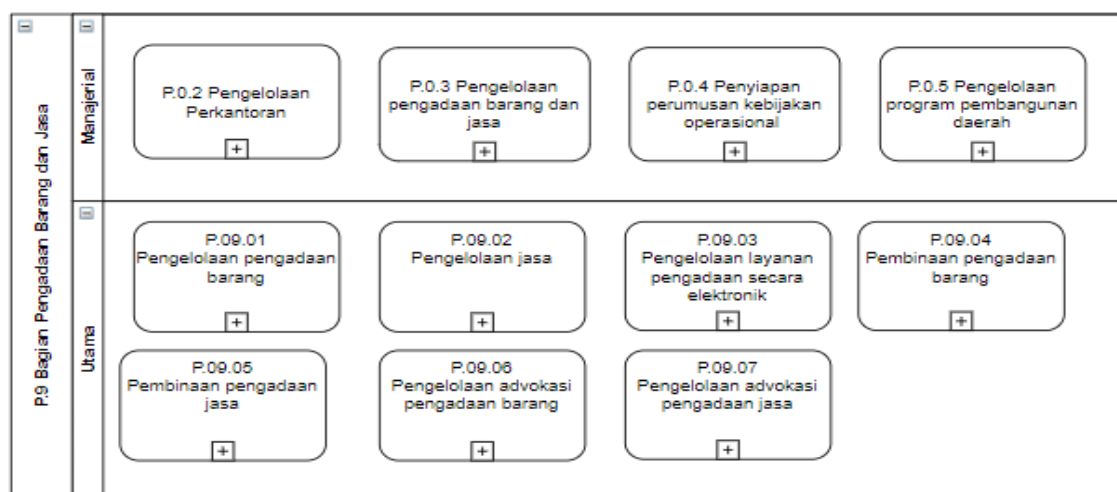 P.9 Bagian Pengadaan Barang dan Jasa
Manajerial
P.0.2 Pengelolaan
Perkantoran
P.0.3 Pengelolaan
pengadaan barang dan
jasa
P.0.4 Penyiapan
perumusan kebijakan
operasional
P.0.5 Pengelolaan
program pembangunan
daerah
Utama
P.09.01
Pengelolaan pengadaan
barang
P.09.02
Pengelolaan jasa
P.09.03
Pengelolaan layanan
pengadaan secara
elektronik
P.09.04
Pembinaan pengadaan
barang
P.09.05
Pembinaan pengadaan
jasa
P.09.06
Pengelolaan advokasi
pengadaan barang
P.09.07
Pengelolaan advokasi
pengadaan jasa